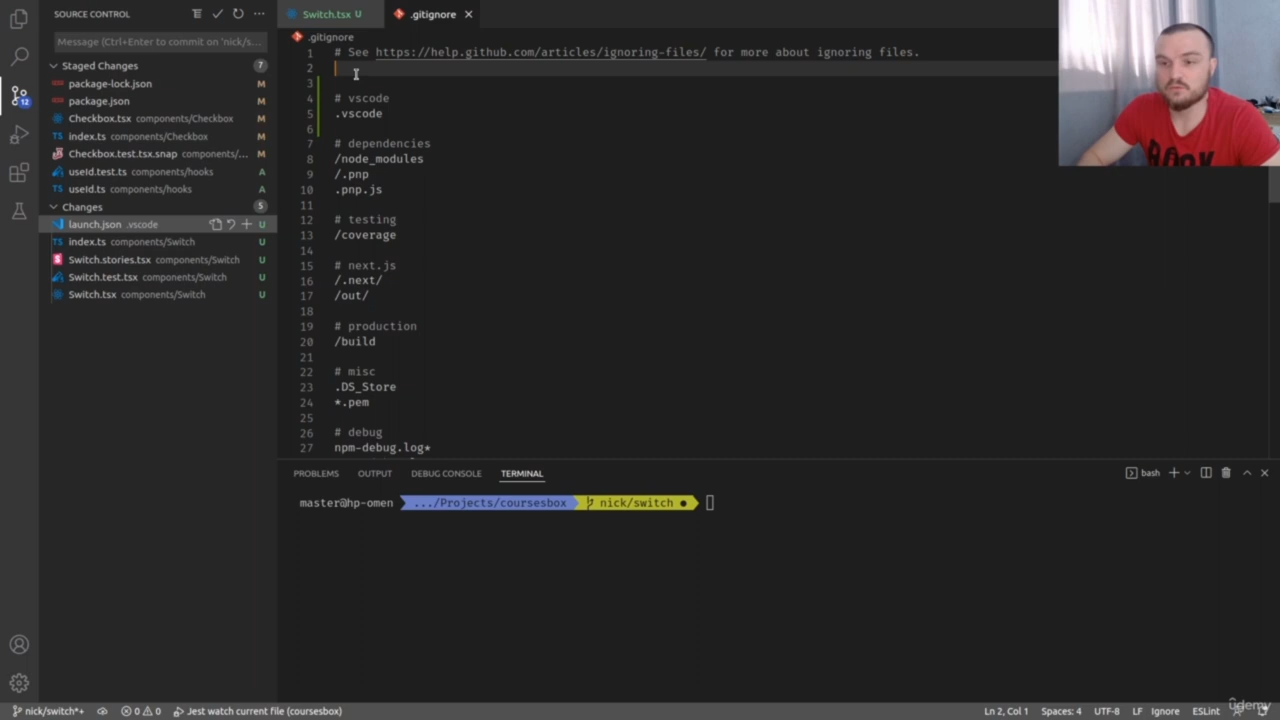 SOURCE CONTROL
Message (Ctrl+Enter to commit on 'nick/s...
Staged Changes 7
package-lock.json M
package.json M
Checkbox.tsx components/Checkbox M
index.ts components/Checkbox M
Checkbox.test.tsx.snap components/... M
useId.test.ts components/hooks A
useId.ts components/hooks A
Changes 5
launch.json .vscode U
index.ts components/Switch U
Switch.stories.tsx components/Switch U
Switch.test.tsx components/Switch U
Switch.tsx components/Switch U
12
Switch.tsx U
.gitignore
.gitignore
1 # See https://help.github.com/articles/ignoring-files/ for more about ignoring files.
2
3
4 # vscode
5 .vscode
6
7 # dependencies
8 /node_modules
9 /.pnp
10 .pnp.js
11
12 # testing
13 /coverage
14
15 # next.js
16 /.next/
17 /out/
18
19 # production
20 /build
21
22 # misc
23 .DS_Store
24 *.pem
25
26 # debug
27 npm-debug.log*
PROBLEMS OUTPUT DEBUG CONSOLE TERMINAL
bash
master@hp-omen .../Projects/coursesbox nick/switch ●
nick/switch*+ 0 0 Jest watch current file (coursesbox)
Ln 2, Col 1 Spaces: 4 UTF-8 LF Ignore ESLint
udemy